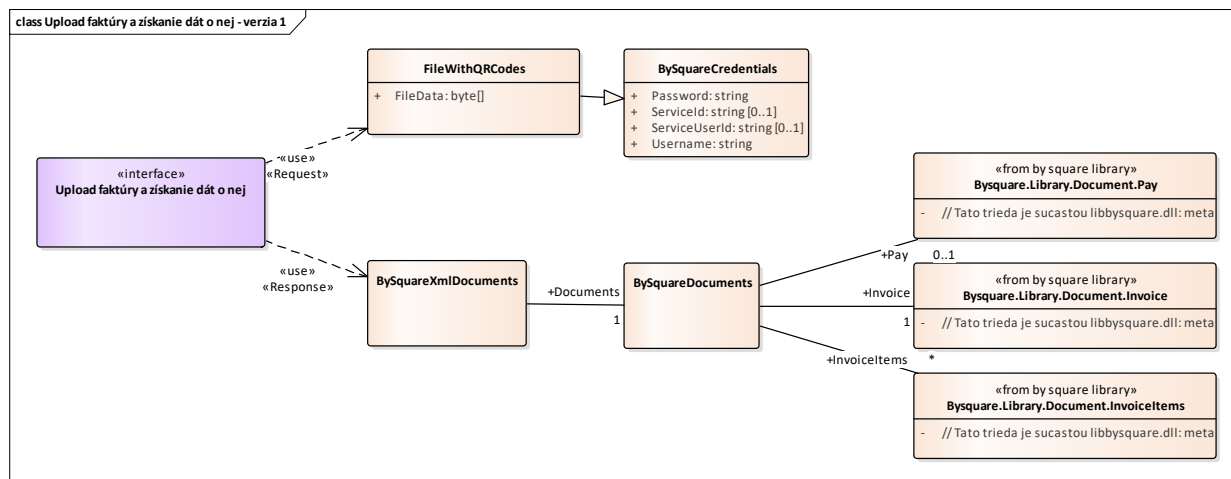 class Upload faktúry a získanie dát o nej - verzia 1
FileWithQRCodes
+ FileData: byte[]
BySquareCredentials
+ Password: string
+ ServiceId: string [0..1]
+ ServiceUserId: string [0..1]
+ Username: string
«use»
«Request»
«interface»
Upload faktúry a získanie dát o nej
«use»
«Response»
BySquareXmlDocuments
+Documents
1
BySquareDocuments
+Pay
0..1
+Invoice
1
+InvoiceItems
*
«from by square library»
Bysquare.Library.Document.Pay
- // Tato trieda je sucastou libbysquare.dll: meta
«from by square library»
Bysquare.Library.Document.Invoice
- // Tato trieda je sucastou libbysquare.dll: meta
«from by square library»
Bysquare.Library.Document.InvoiceItems
- // Tato trieda je sucastou libbysquare.dll: meta